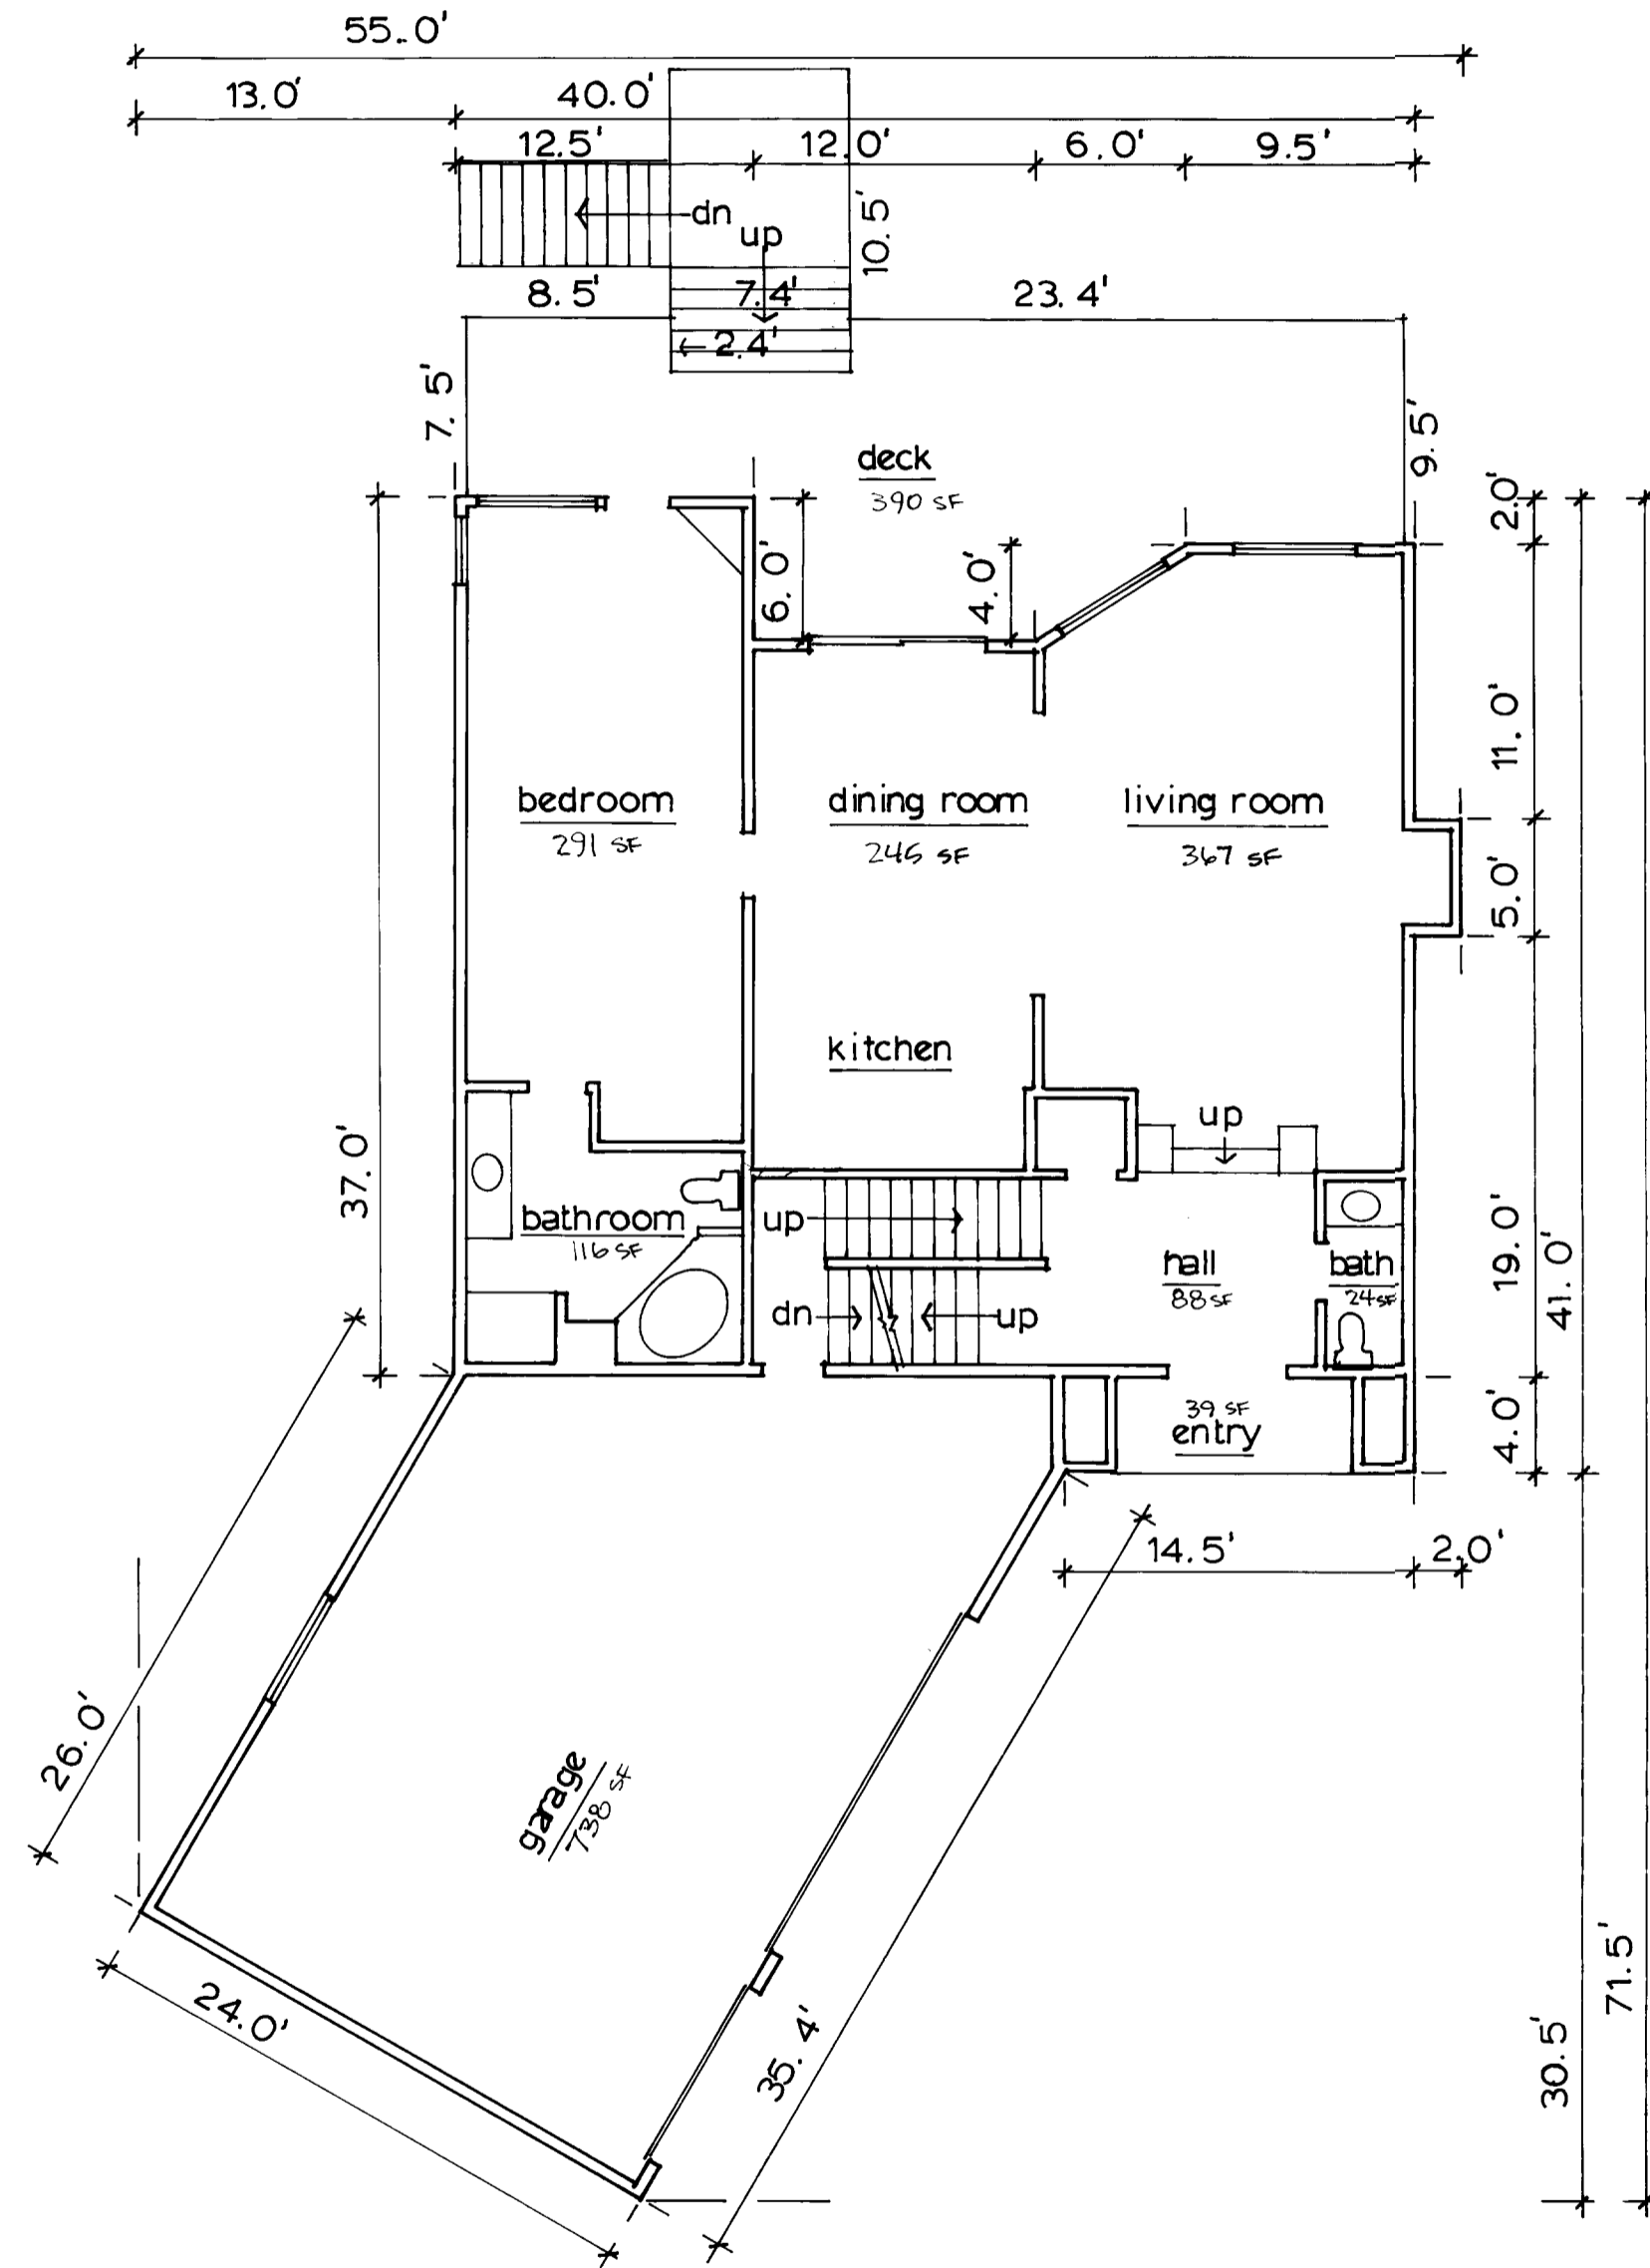 55.0'
13.0' 40.0'
12.5' 12.0' 6.0' 9.5'
dn
up
10.5'
8.5' 7.4' 23.4'
←2.4'
7.5'
9.5'
deck
390 SF
2.0'
6.0'
4.0'
11.0'
bedroom dining room living room
291 SF 245 SF 367 SF
5.0'
kitchen
up
37.0'
bathroom
116 SF
up
hall
88 SF
bath
24 SF
19.0'
41.0'
dn up
39 SF
entry
4.0'
14.5' 2.0'
26.0'
garage
738 SF
24.0'
35.4'
30.5'
71.5'